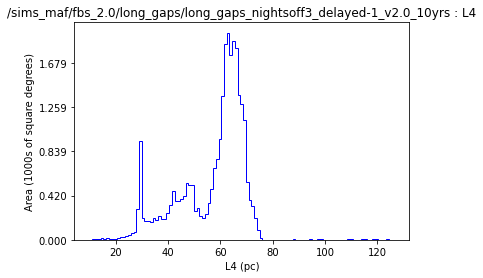 /sims_maf/fbs_2.0/long_gaps/long_gaps_nightsoff3_delayed-1_v2.0_10yrs : L4
1.679
1.259
0.839
0.420
0.000
Area (1000s of square degrees)
20 40 60 80 100 120
L4 (pc)